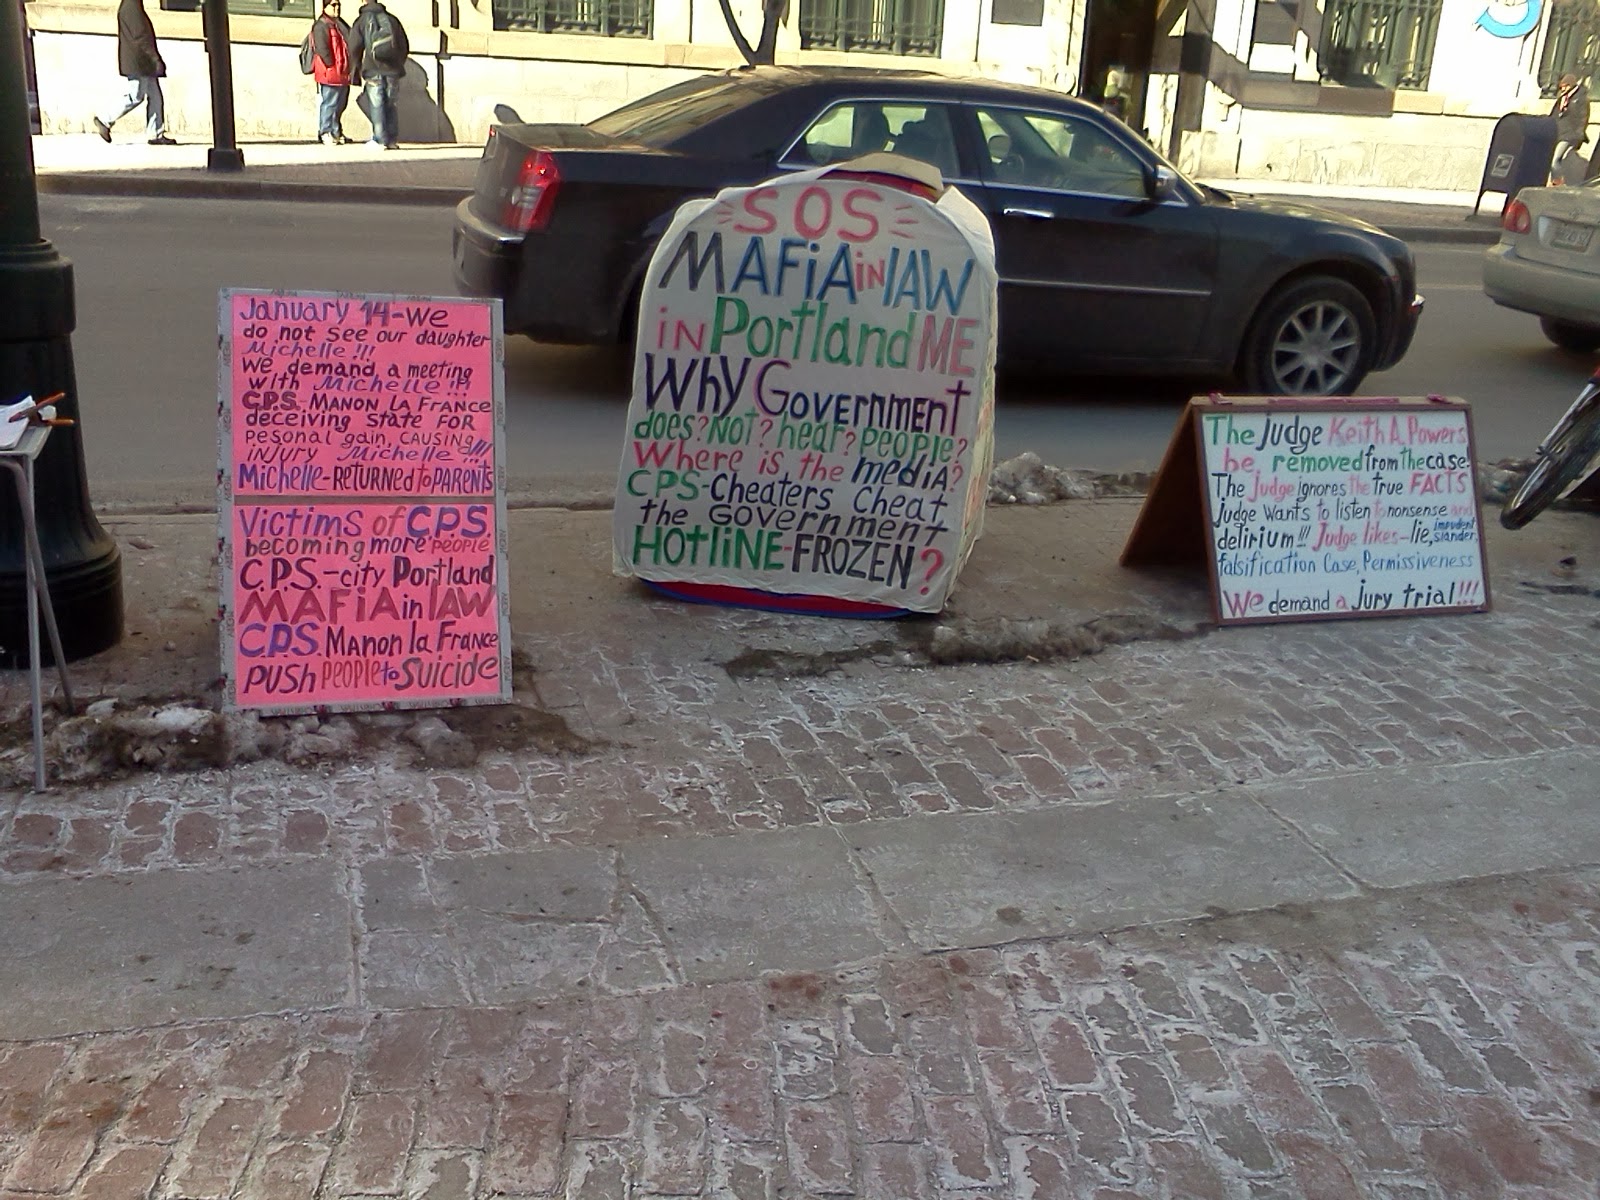 January 14-We
do not see our daughter
Michelle!!!
We demand a meeting
with Michelle!!!
C.P.S.-MANON LA FRANCE
deceiving STATE FOR
pesonal gain, CAUSING
INJURY Michelle!!!
Michelle-RETURNED TO PARENTS
VICTIMS of C.P.S.
becoming more people
C.P.S.-city Portland
MAFIA in LAW
C.P.S. Manon la France
PUSH people to SUICIDE
SOS
MAFIA in LAW
in Portland ME
WHY Government
does? NOT? hear? people?
Where is the media?
CPS-Cheaters Cheat
the Government
HOTLINE-FROZEN?
The Judge Keith A. Powers
be removed from the case.
The Judge ignores the true FACTS
Judge wants to listen to nonsense and
delirium!!! Judge likes-lie, impudent slander,
falsification Case, Permissiveness
We demand a jury trial!!!